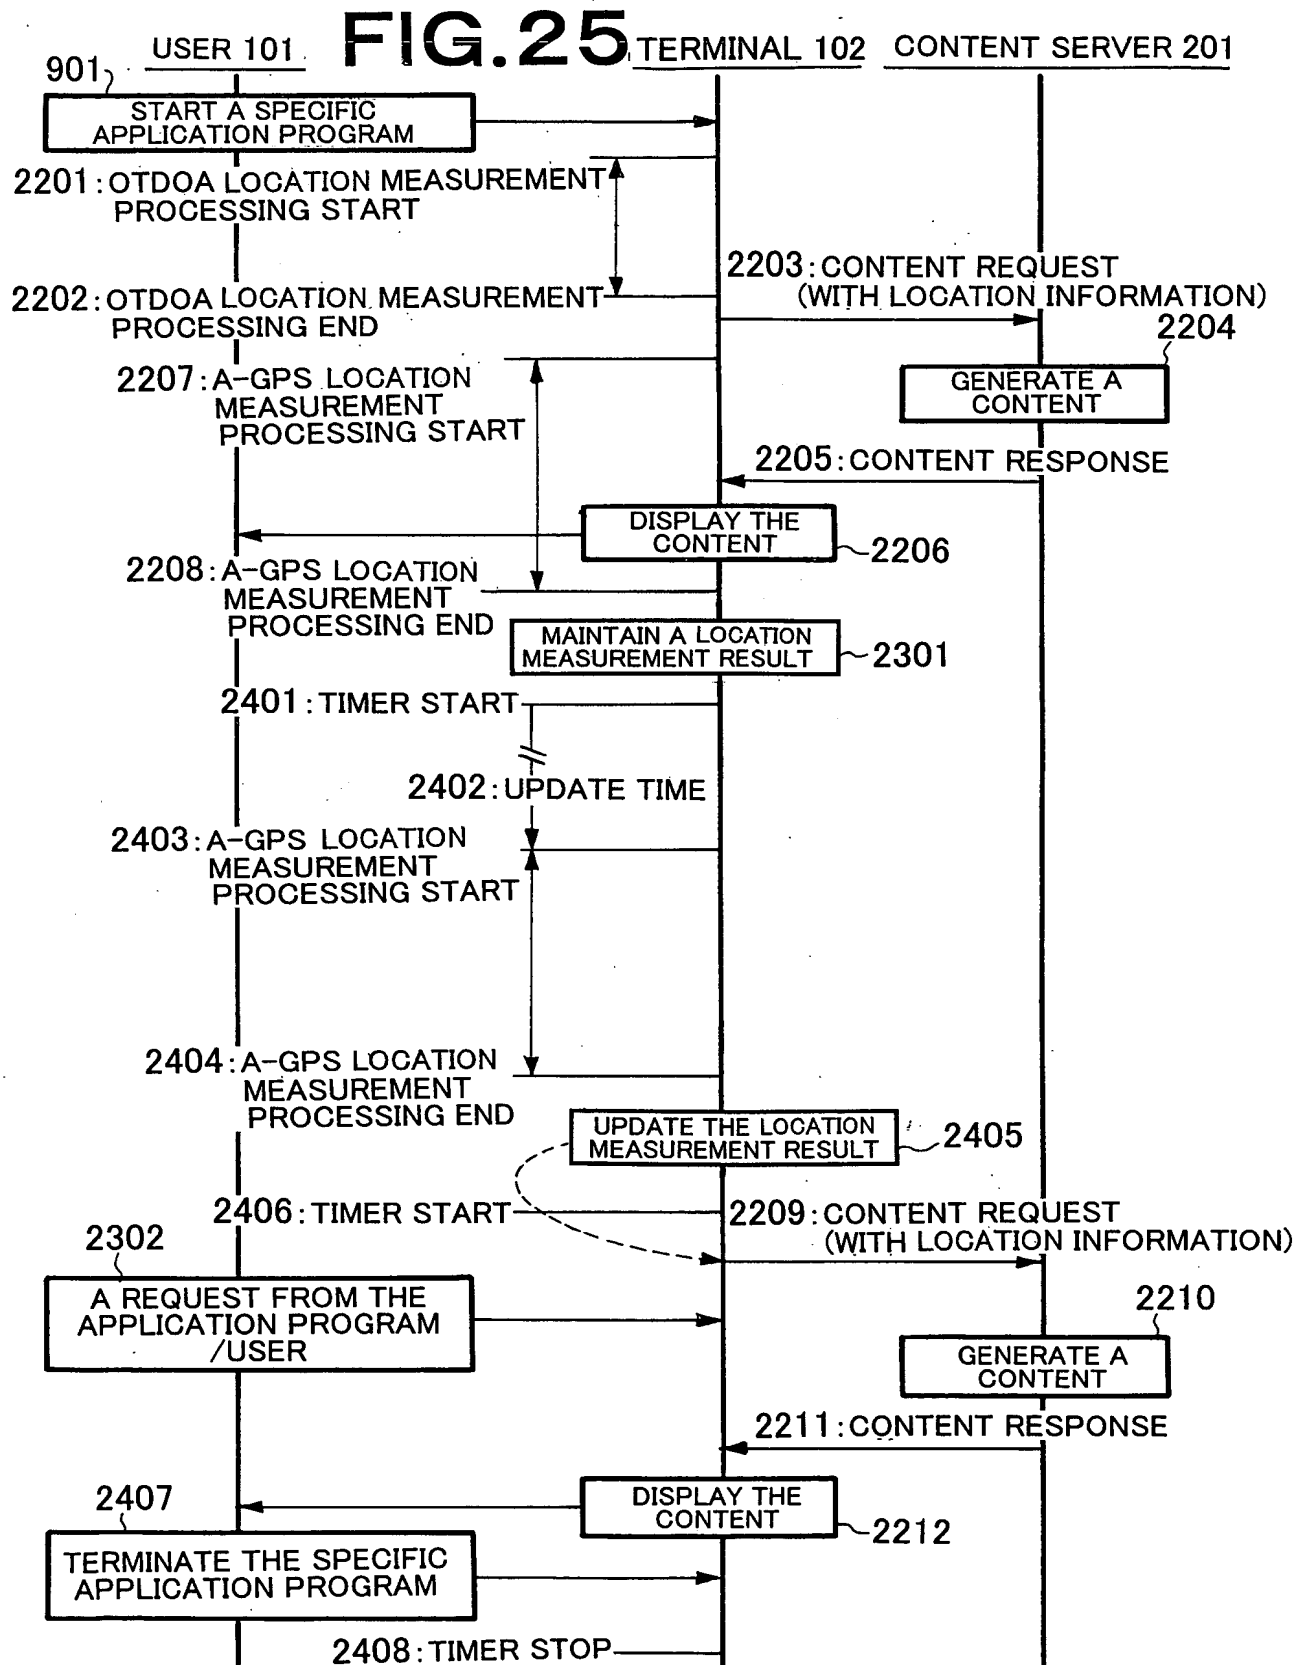 FIG.25
USER 101
TERMINAL 102
CONTENT SERVER 201
901
START A SPECIFIC
APPLICATION PROGRAM
2201:OTDOA LOCATION MEASUREMENT
PROCESSING START
2202:OTDOA LOCATION MEASUREMENT
PROCESSING END
2203:CONTENT REQUEST
(WITH LOCATION INFORMATION)
2204
GENERATE A
CONTENT
2207:A-GPS LOCATION
MEASUREMENT
PROCESSING START
2205:CONTENT RESPONSE
DISPLAY THE
CONTENT
2206
2208:A-GPS LOCATION
MEASUREMENT
PROCESSING END
MAINTAIN A LOCATION
MEASUREMENT RESULT
2301
2401:TIMER START
2402:UPDATE TIME
2403:A-GPS LOCATION
MEASUREMENT
PROCESSING START
2404:A-GPS LOCATION
MEASUREMENT
PROCESSING END
UPDATE THE LOCATION
MEASUREMENT RESULT
2405
2406:TIMER START
2209:CONTENT REQUEST
(WITH LOCATION INFORMATION)
2302
A REQUEST FROM THE
APPLICATION PROGRAM
/USER
2210
GENERATE A
CONTENT
2211:CONTENT RESPONSE
DISPLAY THE
CONTENT
2212
2407
TERMINATE THE SPECIFIC
APPLICATION PROGRAM
2408:TIMER STOP